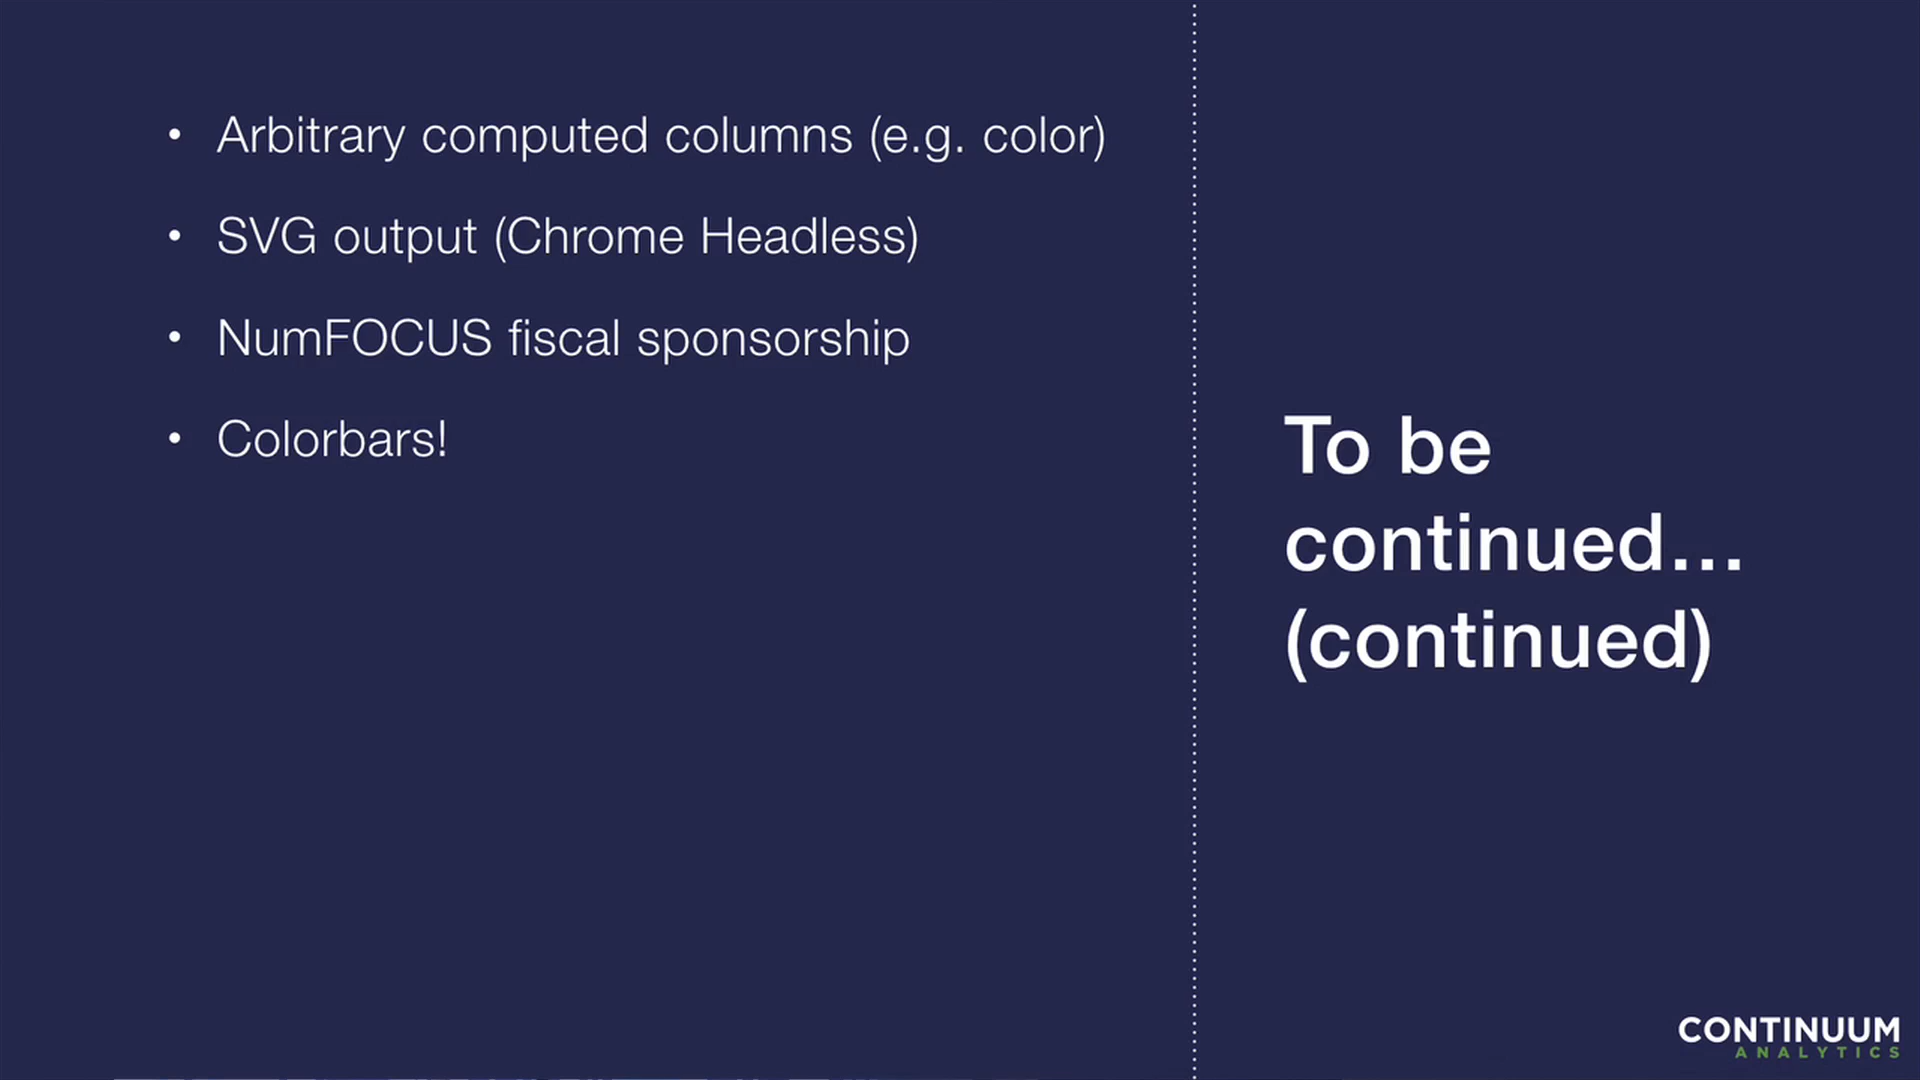 • Arbitrary computed columns (e.g. color)
• SVG output (Chrome Headless)
• NumFOCUS fiscal sponsorship
• Colorbars!
To be
continued...
(continued)
CONTINUUM
ANALYTICS